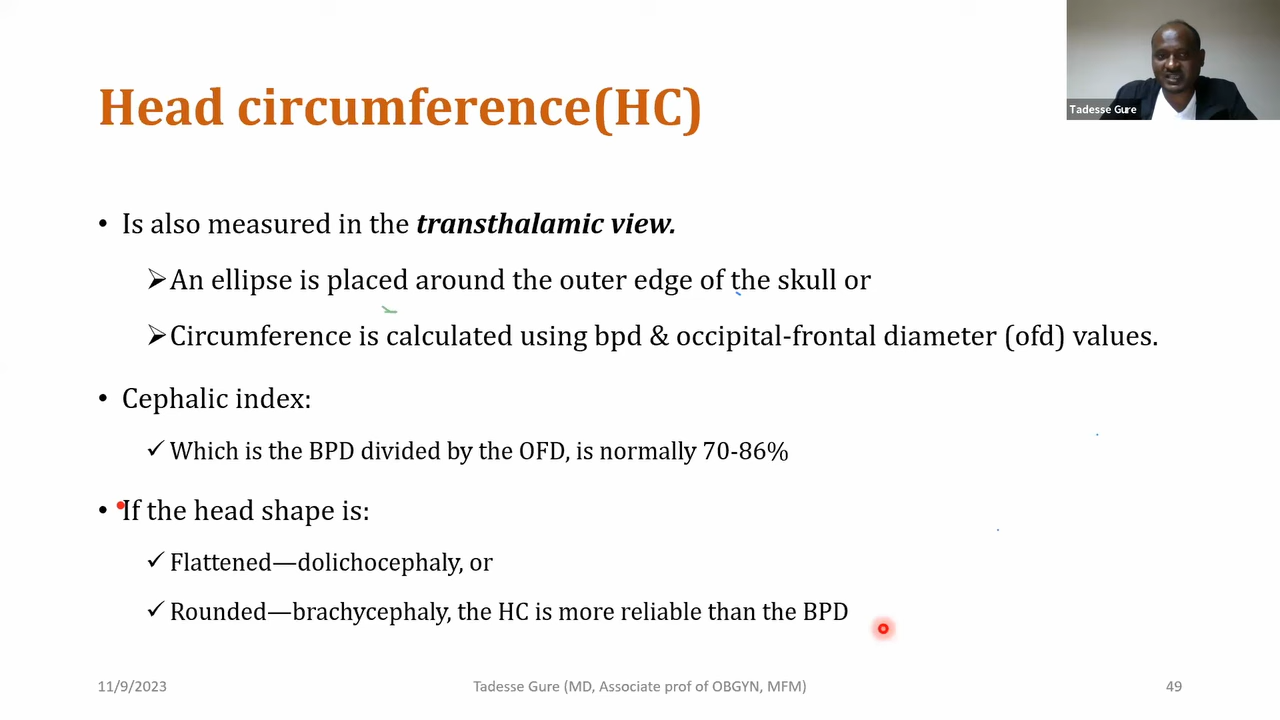 Head circumference(HC)
Tadesse Gure
• Is also measured in the transthalamic view.
➢An ellipse is placed around the outer edge of the skull or
➢Circumference is calculated using bpd & occipital-frontal diameter (ofd) values.
• Cephalic index:
✓Which is the BPD divided by the OFD, is normally 70-86%
• If the head shape is:
✓Flattened—dolichocephaly, or
✓Rounded—brachycephaly, the HC is more reliable than the BPD
11/9/2023 Tadesse Gure (MD, Associate prof of OBGYN, MFM) 49